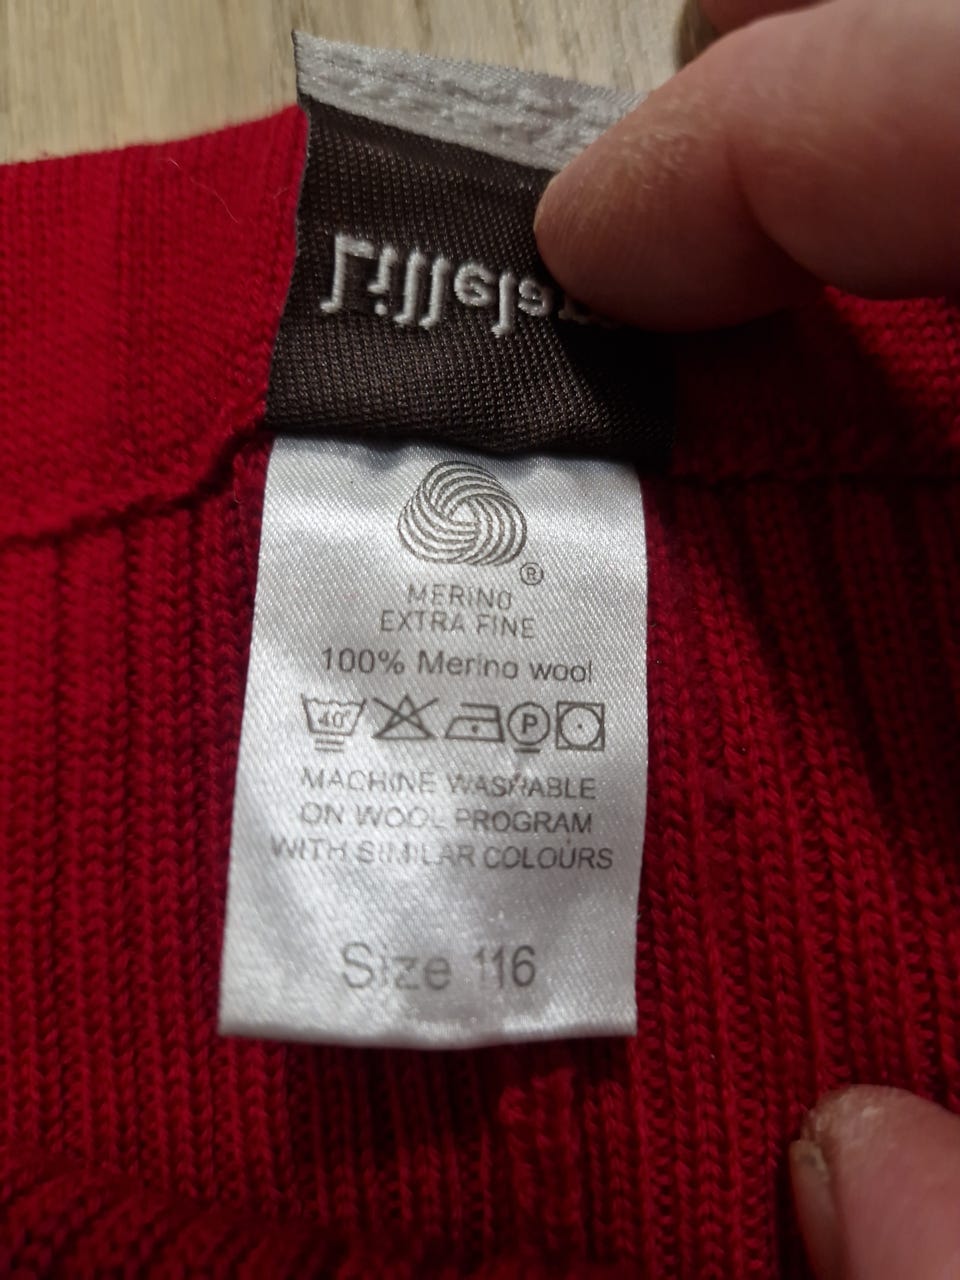 ®
MERINO
EXTRA FINE
100% Merino wool
40°
P
MACHINE WASHABLE
ON WOOL PROGRAM
WITH SIMILAR COLOURS
Size 116